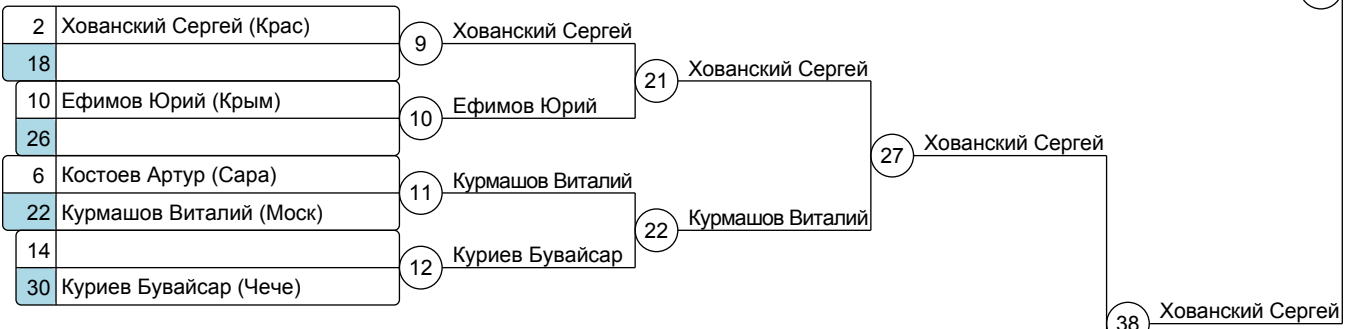 2 Хованский Сергей (Крас)
18
10 Ефимов Юрий (Крым)
26
6 Костоев Артур (Сара)
22 Курмашов Виталий (Моск)
14
30 Куриев Бувайсар (Чече)
9 Хованский Сергей
10 Ефимов Юрий
11 Курмашов Виталий
12 Куриев Бувайсар
21 Хованский Сергей
22 Курмашов Виталий
27 Хованский Сергей
38 Хованский Сергей